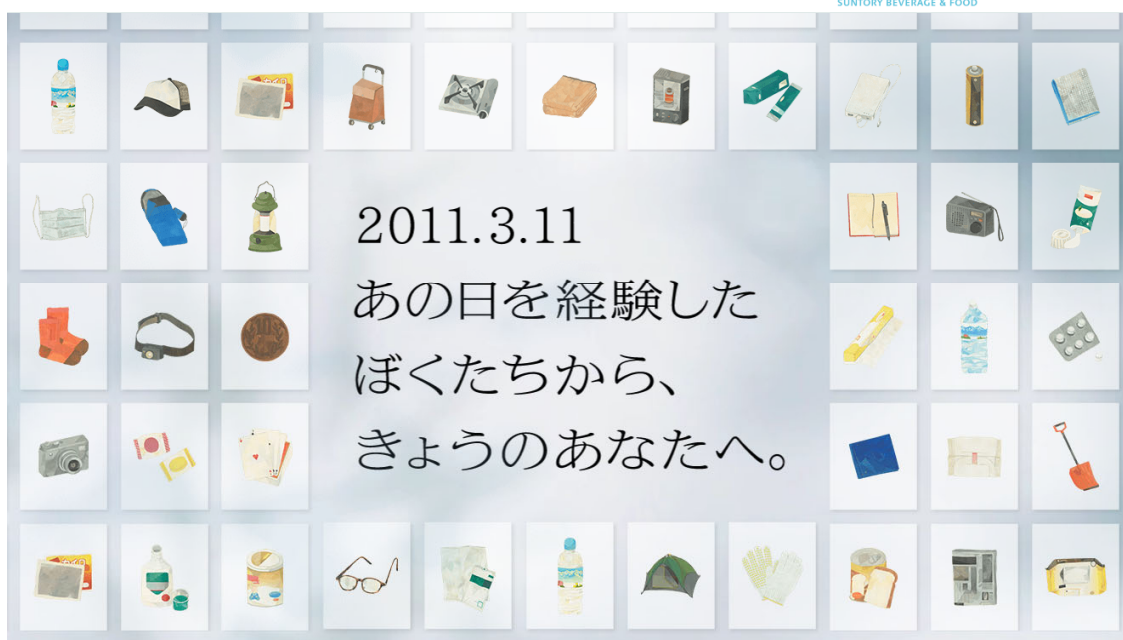 SUNTORY BEVERAGE & FOOD
2011.3.11
あの日を経験した
ぼくたちから、
きょうのあなたへ。